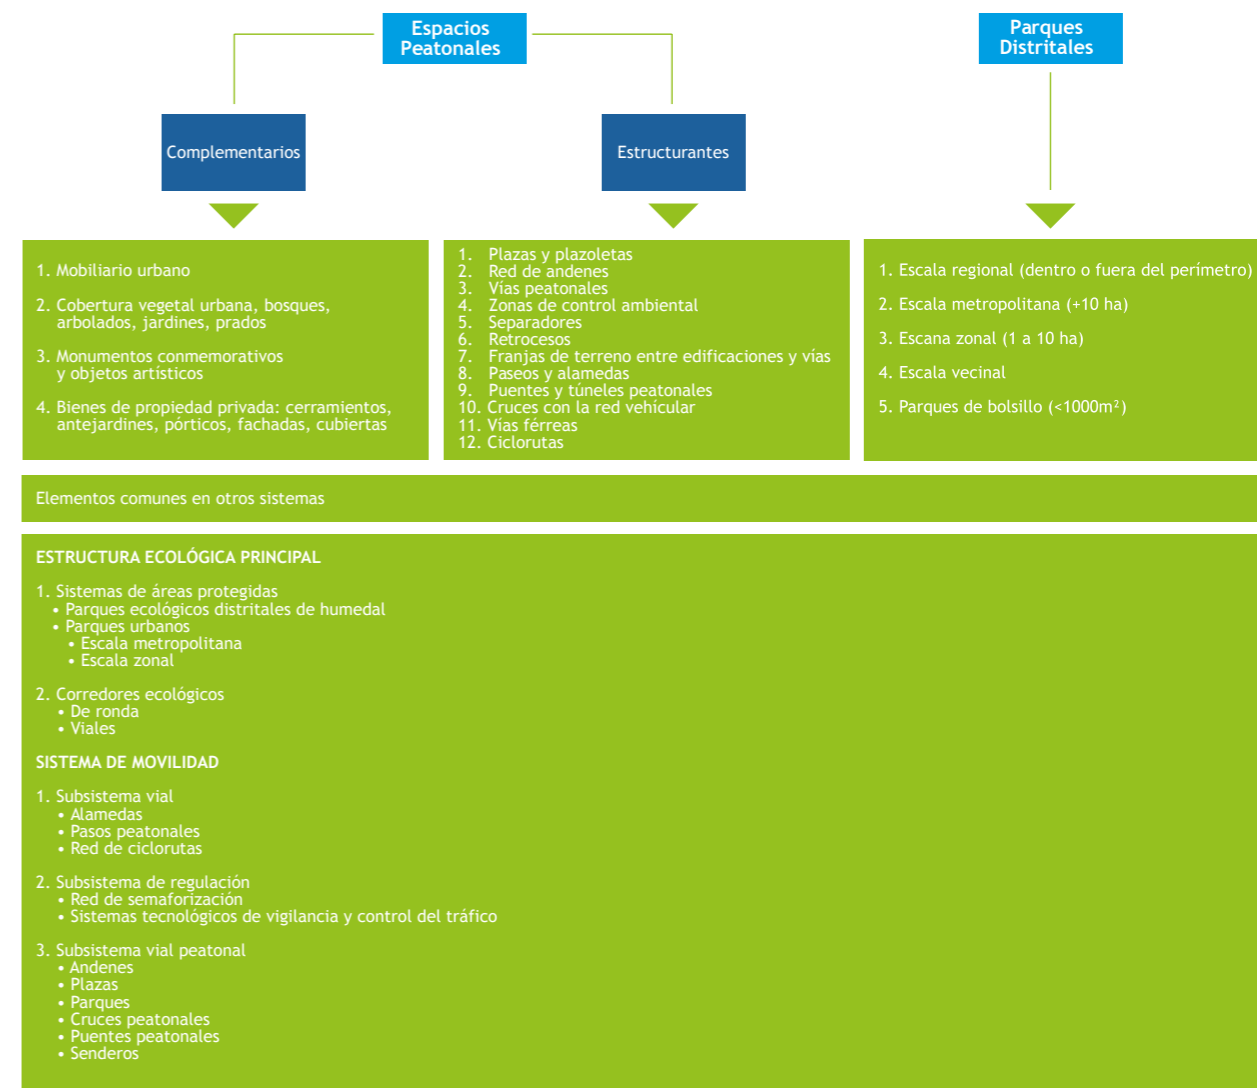 Espacios
Peatonales
Parques
Distritales
Complementarios
Estructurantes
1. Mobiliario urbano
2. Cobertura vegetal urbana, bosques,
arbolados, jardines, prados
3. Monumentos conmemorativos
y objetos artísticos
4. Bienes de propiedad privada: cerramientos,
antejardines, pórticos, fachadas, cubiertas
1. Plazas y plazoletas
2. Red de andenes
3. Vías peatonales
4. Zonas de control ambiental
5. Separadores
6. Retrocesos
7. Franjas de terreno entre edificaciones y vías
8. Paseos y alamedas
9. Puentes y túneles peatonales
10. Cruces con la red vehícular
11. Vías férreas
12. Ciclorutas
1. Escala regional (dentro o fuera del perímetro)
2. Escala metropolitana (+10 ha)
3. Escana zonal (1 a 10 ha)
4. Escala vecinal
5. Parques de bolsillo (<1000m²)
Elementos comunes en otros sistemas
ESTRUCTURA ECOLÓGICA PRINCIPAL
1. Sistemas de áreas protegidas
• Parques ecológicos distritales de humedal
• Parques urbanos
• Escala metropolitana
• Escala zonal
2. Corredores ecológicos
• De ronda
• Viales
SISTEMA DE MOVILIDAD
1. Subsistema vial
• Alamedas
• Pasos peatonales
• Red de ciclorutas
2. Subsistema de regulación
• Red de semaforización
• Sistemas tecnológicos de vigilancia y control del tráfico
3. Subsistema vial peatonal
• Andenes
• Plazas
• Parques
• Cruces peatonales
• Puentes peatonales
• Senderos